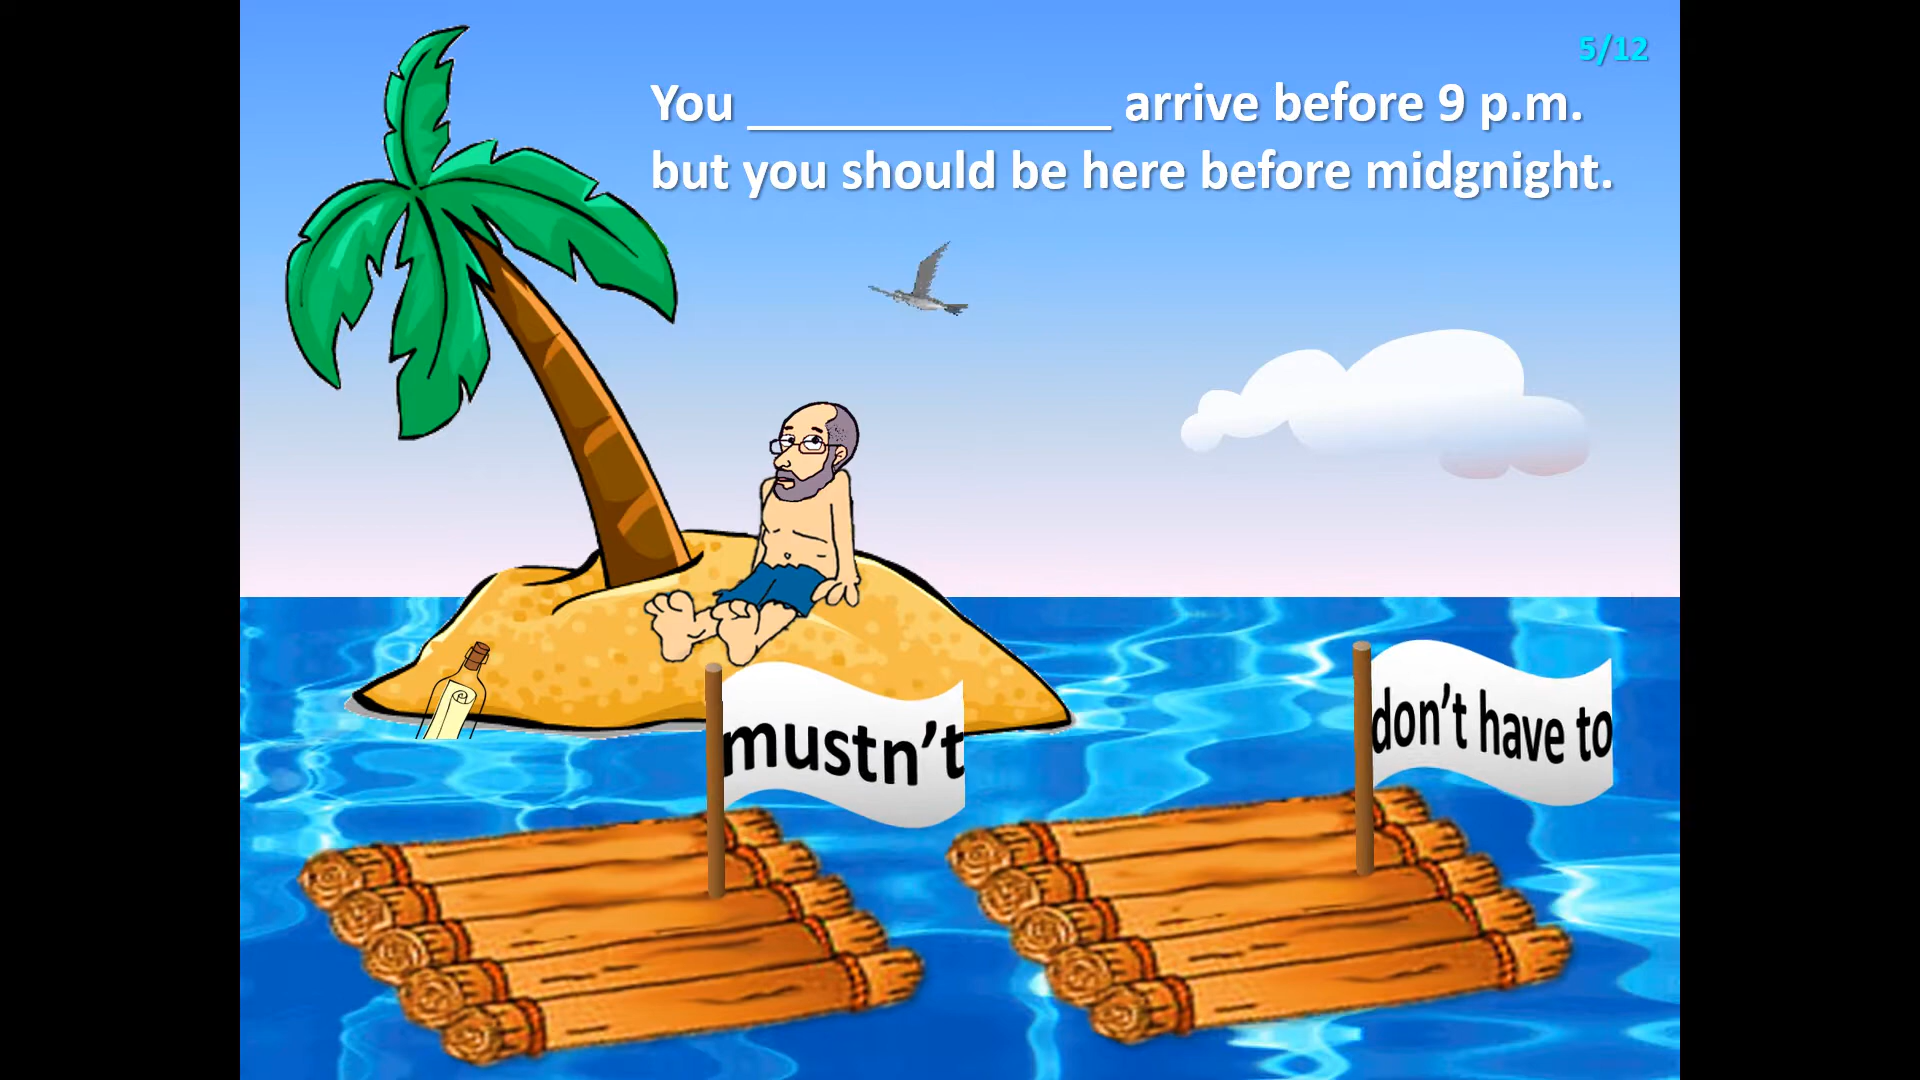 5/12
You ______________ arrive before 9 p.m.
but you should be here before midgnight.
mustn’t
don’t have to